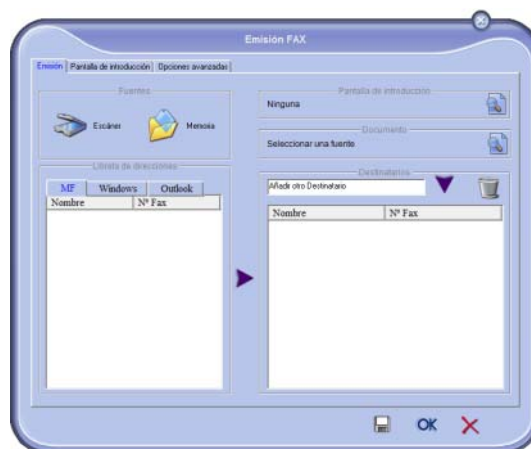 Emisión FAX
Emisión
Pantalla de introducción
Opciones avanzadas
Fuentes
Escáner
Memoria
Pantalla de introducción
Ninguna
Documento
Seleccionar una fuente
Libreta de direcciones
MF
Windows
Outlook
Nombre
Nº Fax
Destinatarios
Añadir otro Destinatario
Nombre
Nº Fax
OK